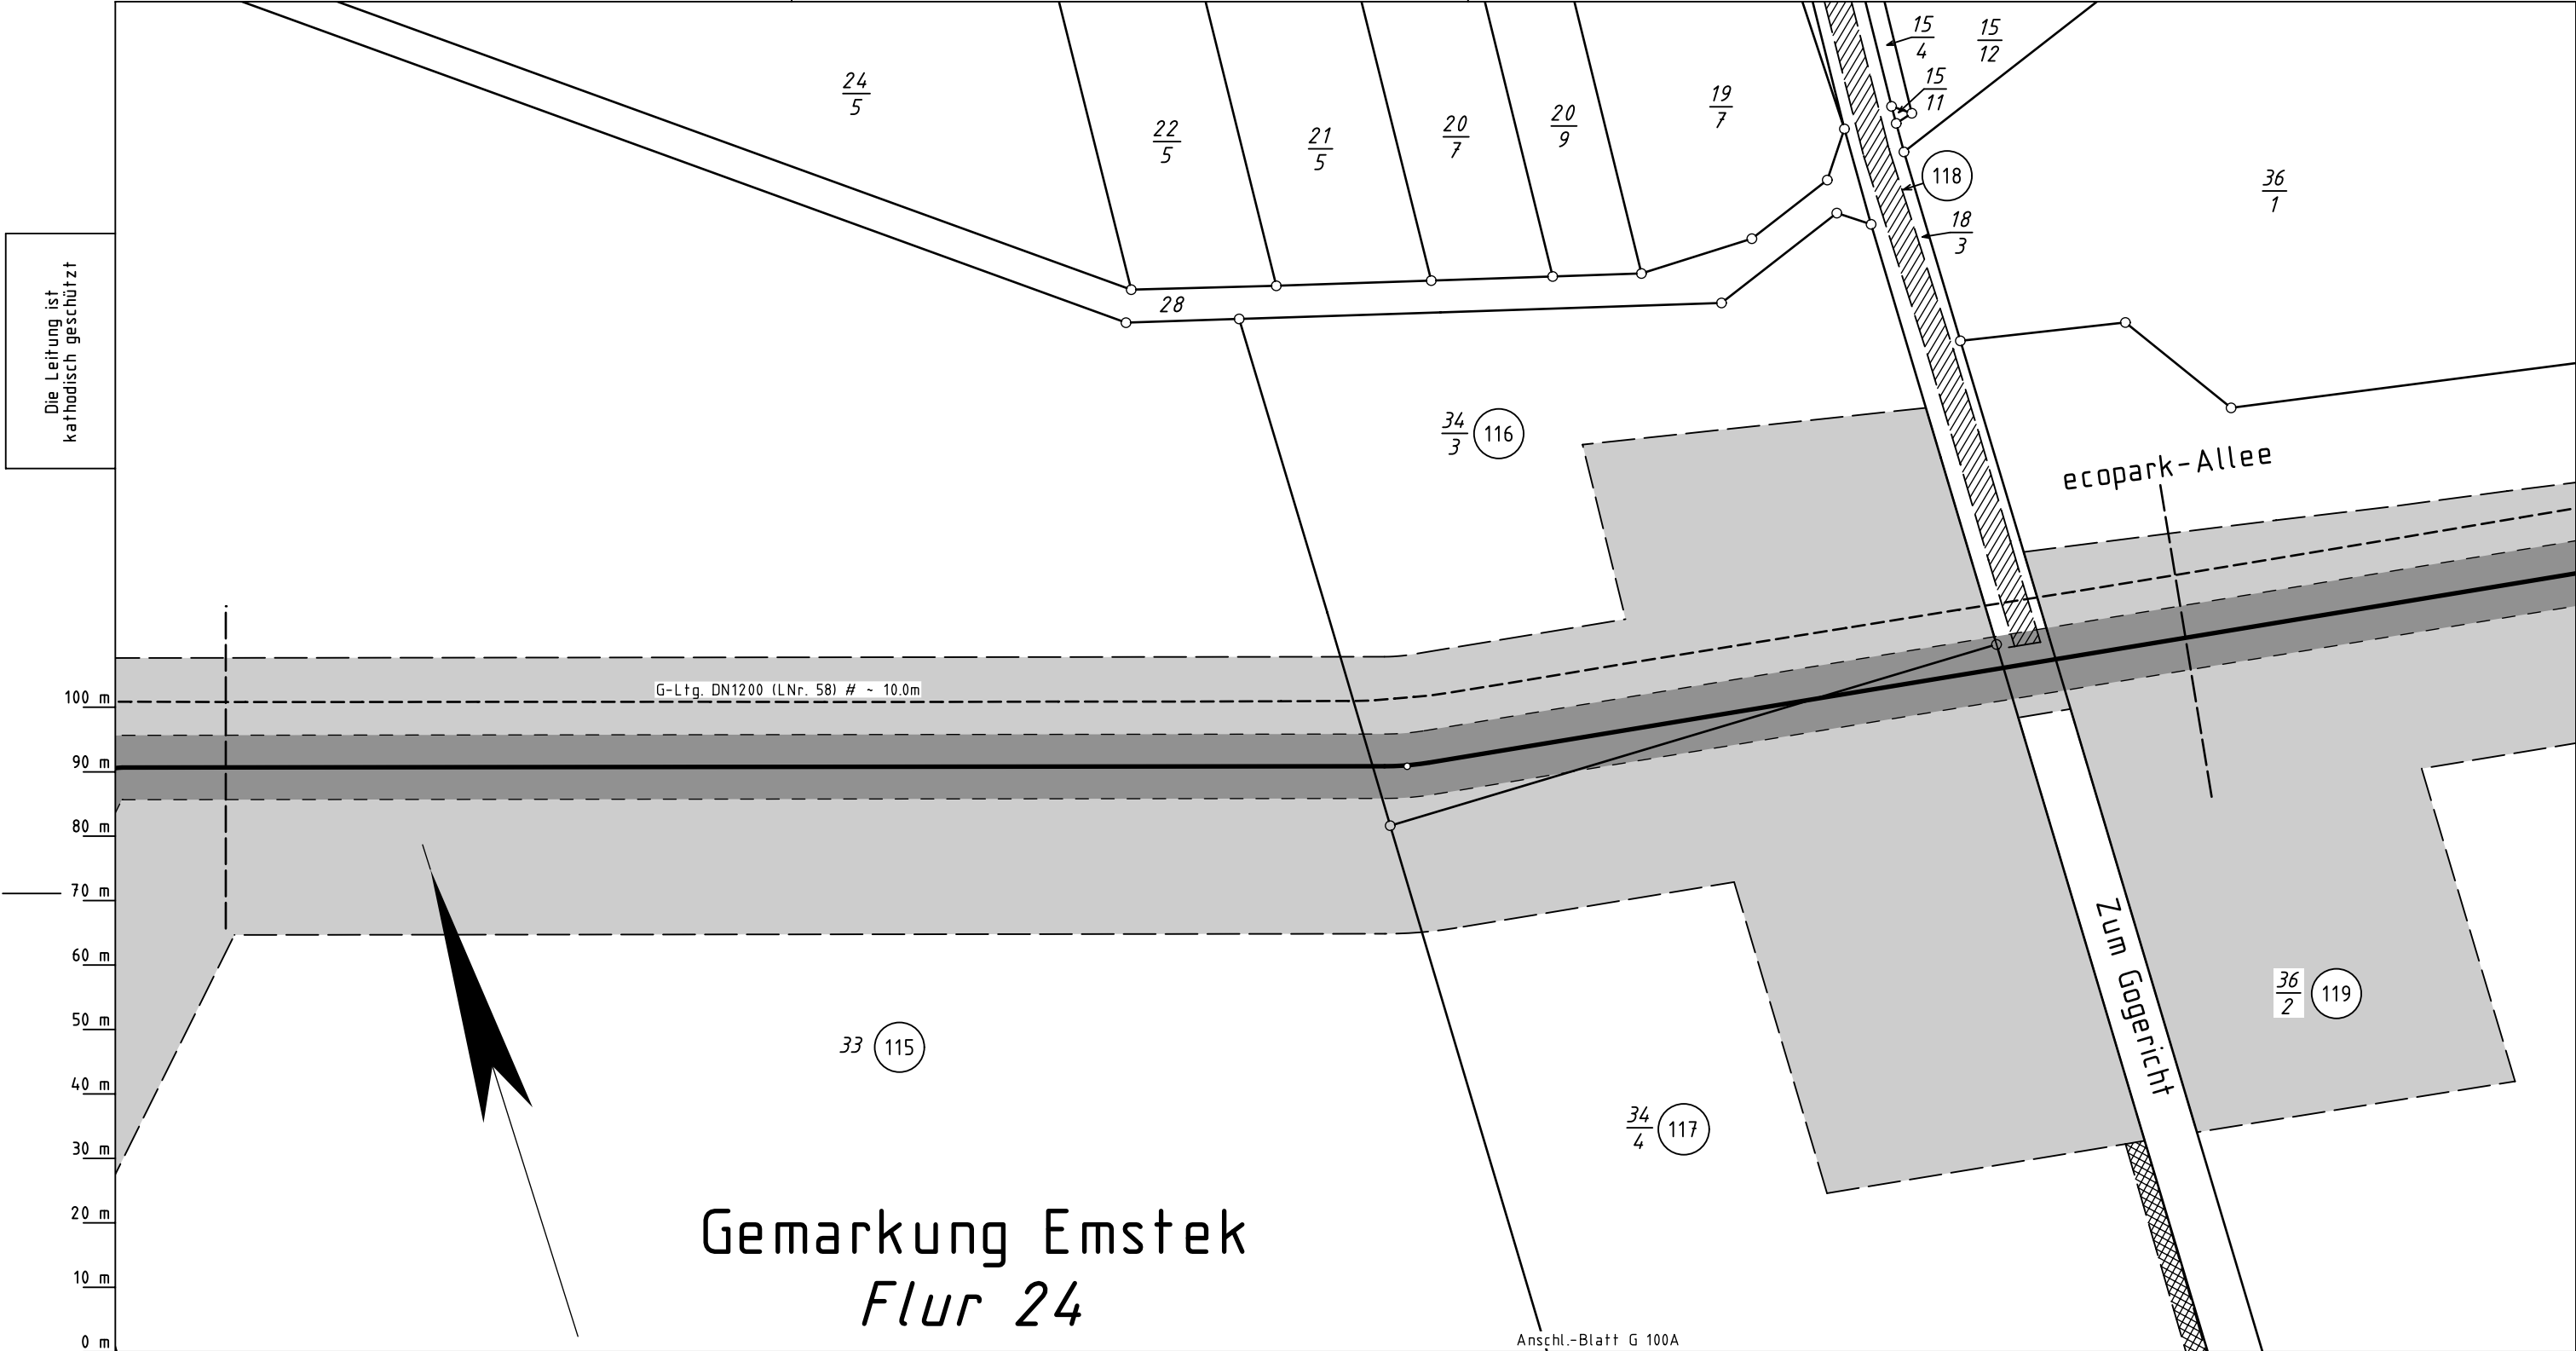 15
4
15
12
15
11
24
5
22
5
21
5
20
7
20
9
19
7
118
36
1
18
3
Die Leitung ist
kathodisch geschützt
28
34
3
116
ecopark-Allee
G-Ltg. DN1200 (LNr. 58) # ~ 10.0m
100 m
90 m
80 m
70 m
60 m
50 m
40 m
30 m
20 m
10 m
0 m
Zum Gogericht
36
2
119
33
115
34
4
117
Gemarkung Emstek
Flur 24
Anschl.-Blatt G 100A